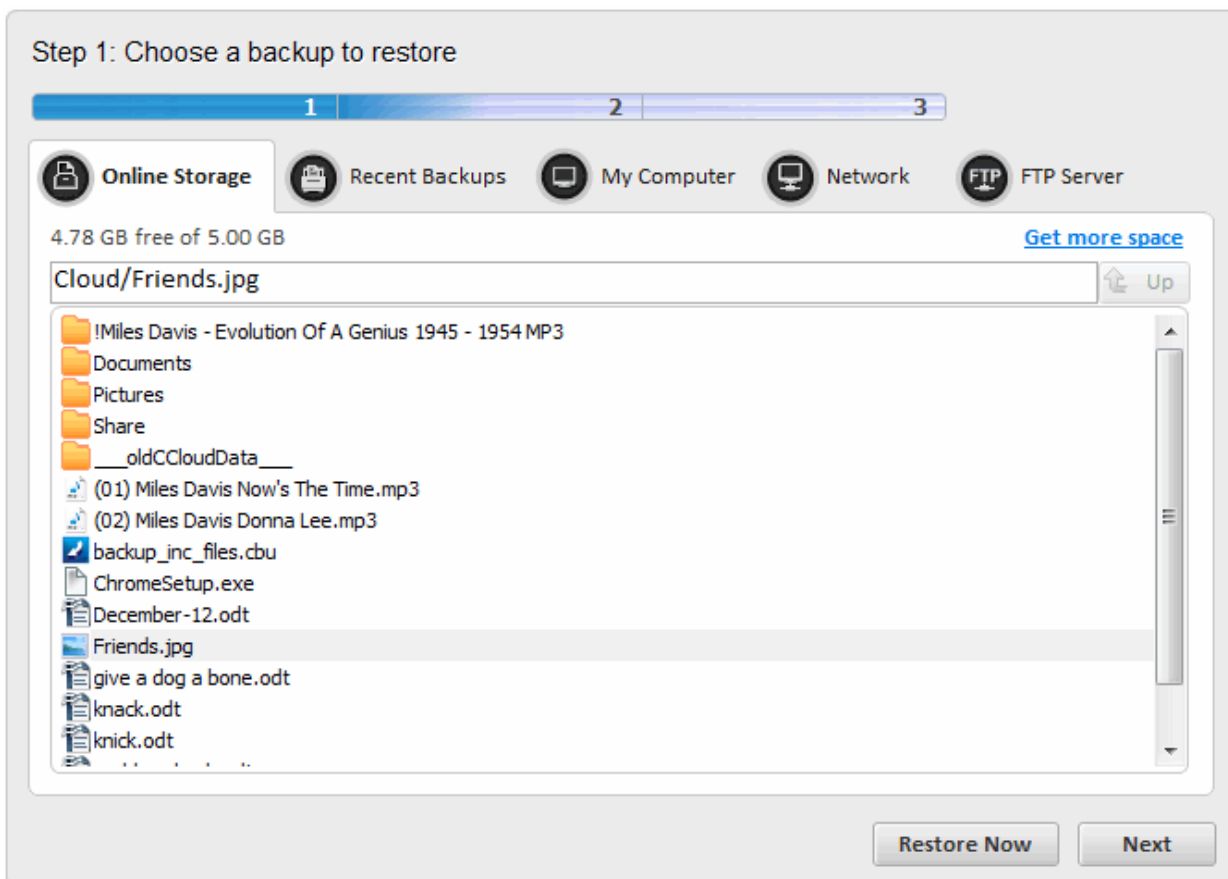 Step 1: Choose a backup to restore
1 2 3
Online Storage Recent Backups My Computer Network FTP FTP Server
4.78 GB free of 5.00 GB Get more space
Cloud/Friends.jpg Up
!Miles Davis - Evolution Of A Genius 1945 - 1954 MP3
Documents
Pictures
Share
___oldCCloudData___
(01) Miles Davis Now's The Time.mp3
(02) Miles Davis Donna Lee.mp3
backup_inc_files.cbu
ChromeSetup.exe
December-12.odt
Friends.jpg
give a dog a bone.odt
knack.odt
knick.odt
Restore Now Next